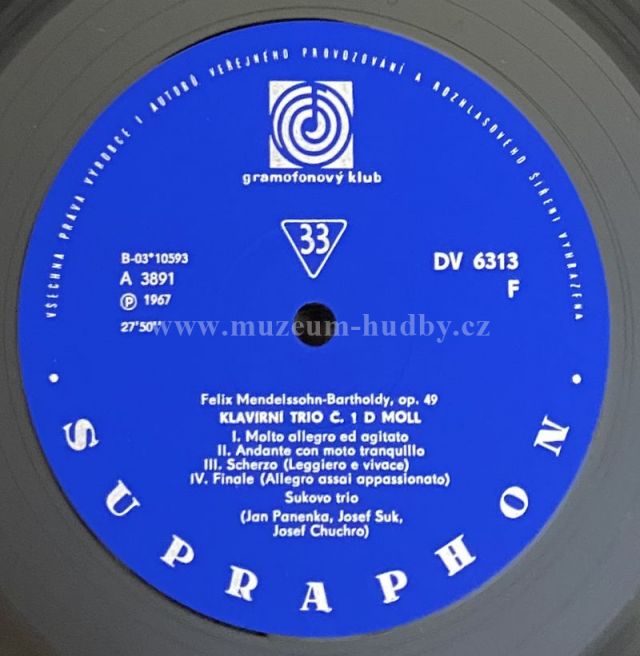 VŠECHNA PRÁVA VÝROBCE I AUTORŮ VEŘEJNÉHO PROVOZOVÁNÍ A ROZHLASOVÉHO ŠÍŘENÍ VYHRAZENA
gramofonový klub
33
B-03*10593
A 3891
Ⓟ 1967
27'50"
DV 6313
F
www.muzeum-hudby.cz
Felix Mendelssohn-Bartholdy, op. 49
KLAVÍRNÍ TRIO Č. 1 D MOLL
I. Molto allegro ed agitato
II. Andante con moto tranquillo
III. Scherzo (Leggiero e vivace)
IV. Finale (Allegro assai appassionato)
Sukovo trio
(Jan Panenka, Josef Suk,
Josef Chuchro)
• SUPRAPHON •